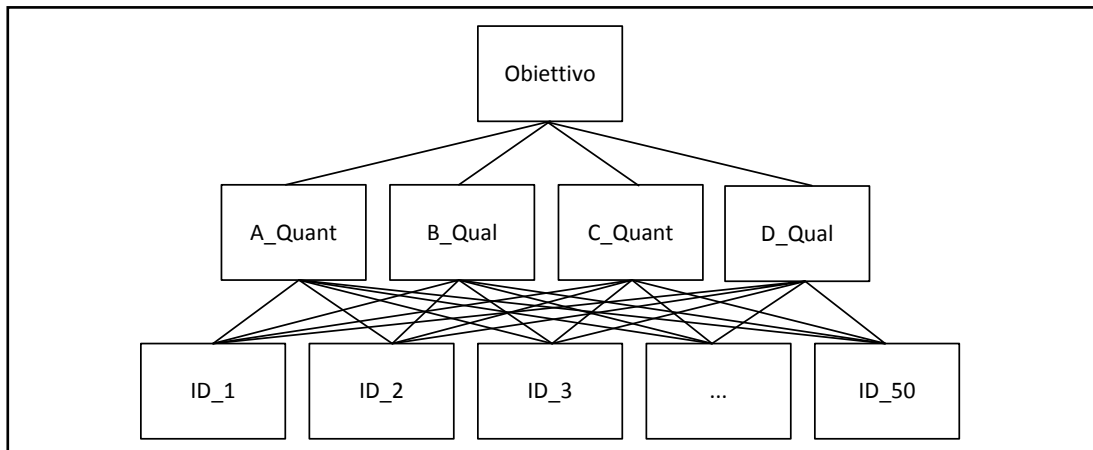 Obiettivo
A_Quant
B_Qual
C_Quant
D_Qual
ID_1
ID_2
ID_3
...
ID_50